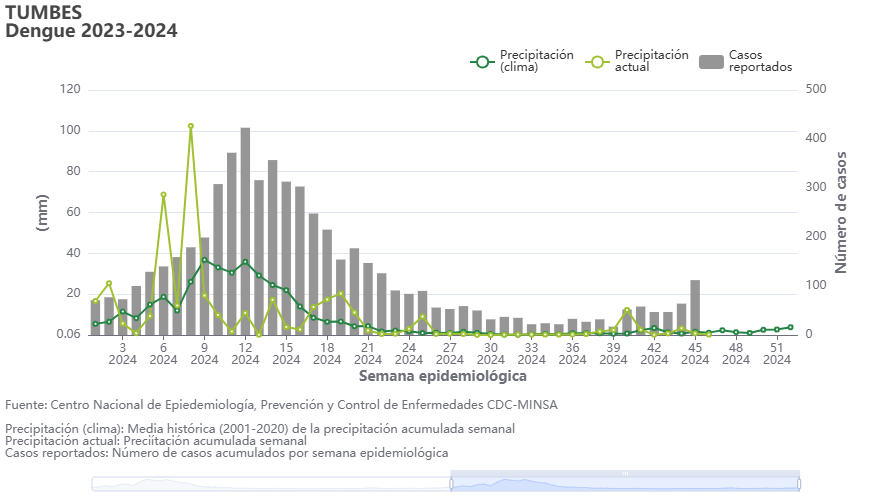 TUMBES
Dengue 2023-2024
Precipitación (clima)
Precipitación actual
Casos reportados
120
100
80
60
40
20
0.06
(mm)
500
400
300
200
100
0
Número de casos
3 2024
6 2024
9 2024
12 2024
15 2024
18 2024
21 2024
24 2024
27 2024
30 2024
33 2024
36 2024
39 2024
42 2024
45 2024
48 2024
51 2024
Semana epidemiológica
Fuente: Centro Nacional de Epiedemiología, Prevención y Control de Enfermedades CDC-MINSA
Precipitación (clima): Media histórica (2001-2020) de la precipitación acumulada semanal
Precipitación actual: Preciítación acumulada semanal
Casos reportados: Número de casos acumulados por semana epidemiológica